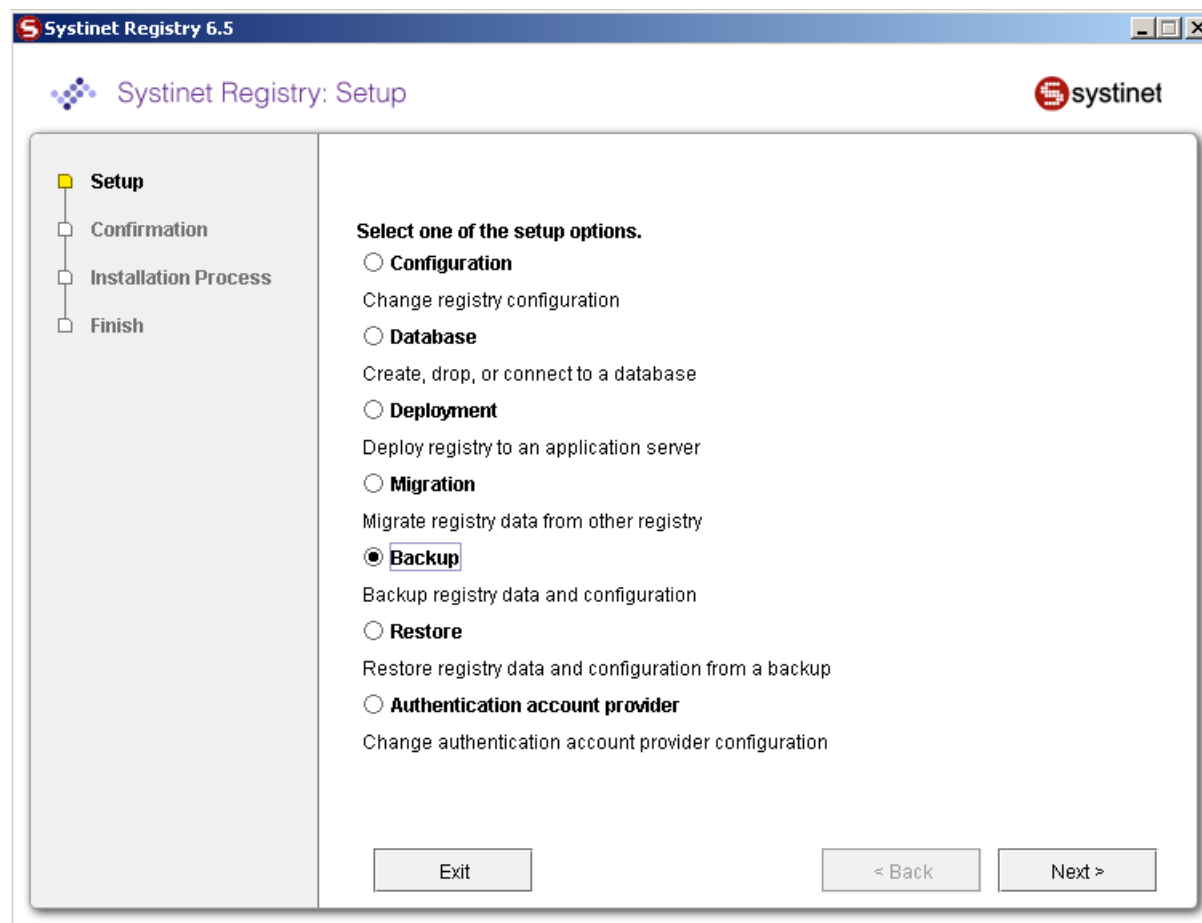 Systinet Registry 6.5
Systinet Registry: Setup
systinet
Setup
Confirmation
Installation Process
Finish
Select one of the setup options.
Configuration
Change registry configuration
Database
Create, drop, or connect to a database
Deployment
Deploy registry to an application server
Migration
Migrate registry data from other registry
Backup
Backup registry data and configuration
Restore
Restore registry data and configuration from a backup
Authentication account provider
Change authentication account provider configuration
Exit
< Back
Next >